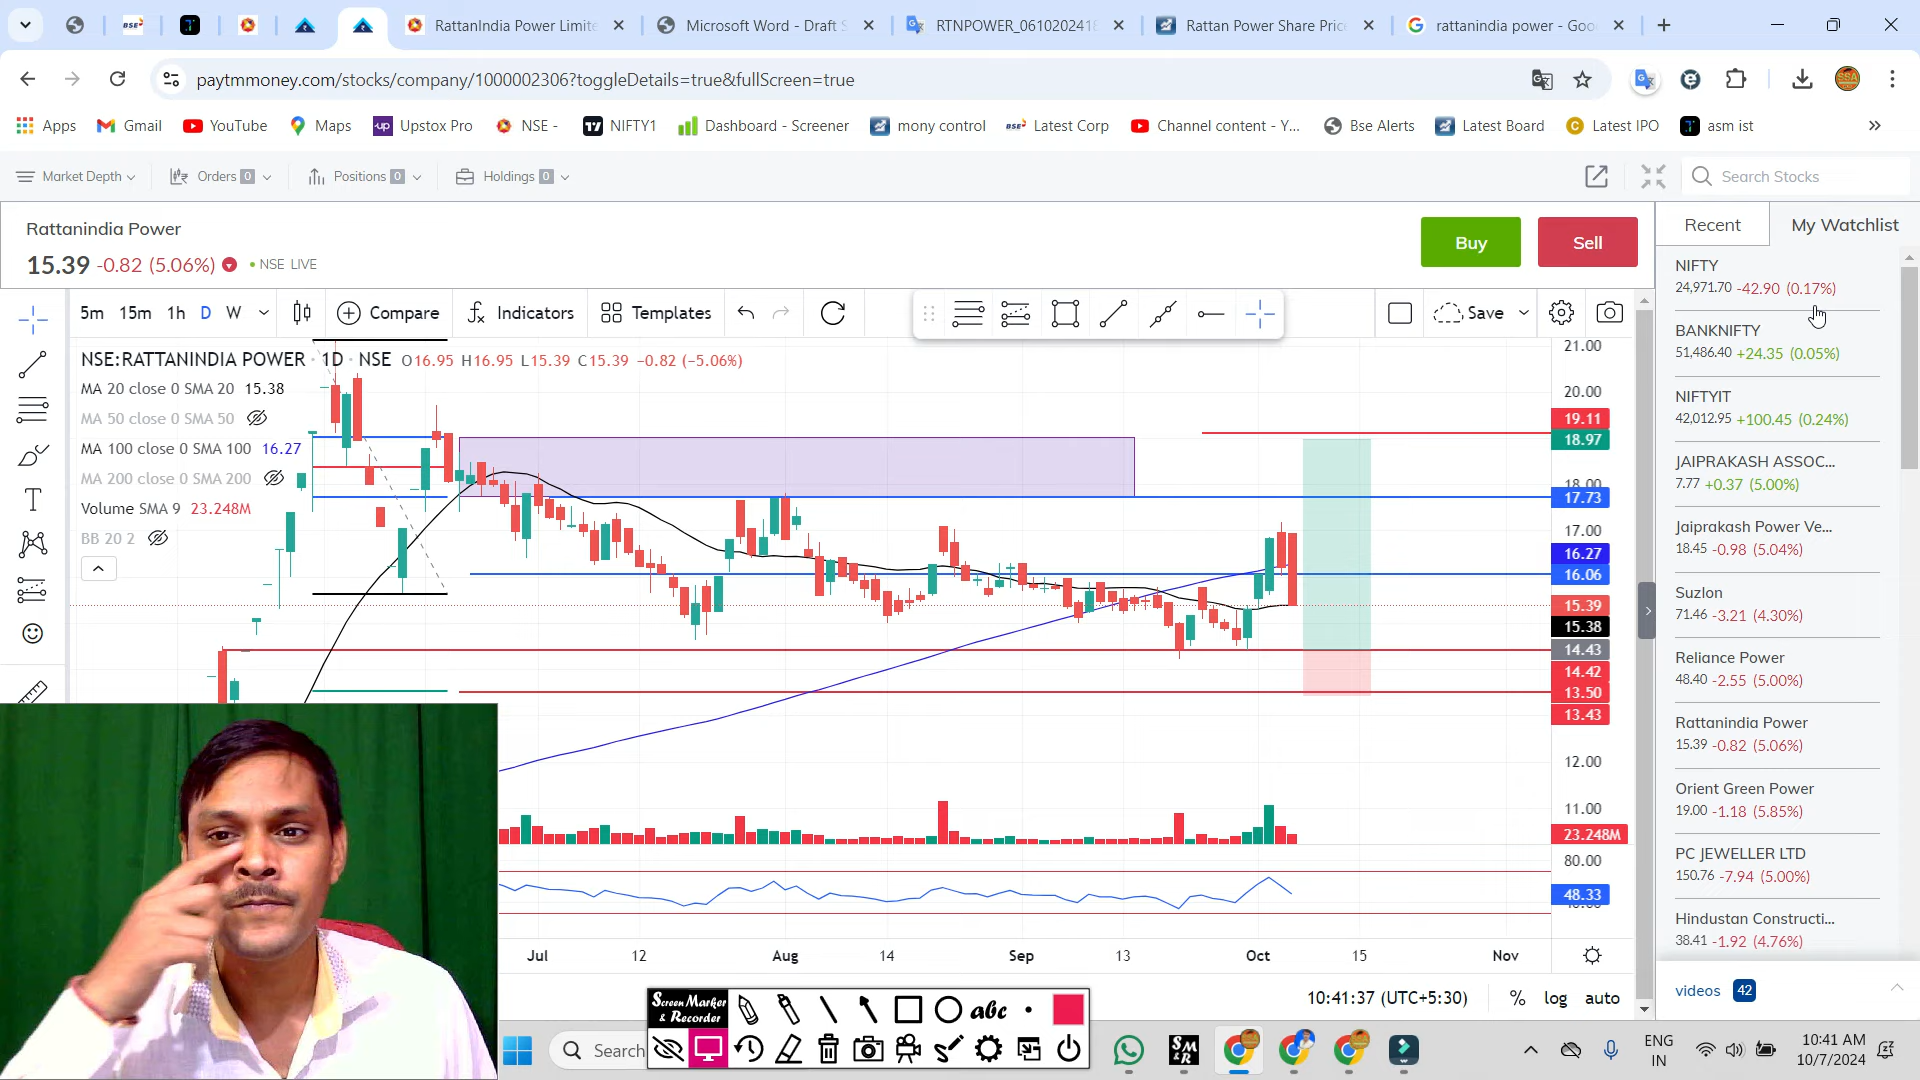 RattanIndia Power Limite
Microsoft Word - Draft S
RTNPOWER_0610202418
Rattan Power Share Price
rattanindia power - Goo
paytmmoney.com/stocks/company/1000002306?toggleDetails=true&fullScreen=true
Apps
Gmail
YouTube
Maps
up
Upstox Pro
NSE -
NIFTY1
Dashboard - Screener
mony control
BSE
Latest Corp
Channel content - Y...
Bse Alerts
Latest Board
Latest IPO
asm ist
Market Depth
Orders 0
Positions 0
Holdings 0
Search Stocks
Rattanindia Power
15.39 -0.82 (5.06%)
NSE LIVE
Buy
Sell
Recent
My Watchlist
5m 15m 1h D W
Compare
Indicators
Templates
Save
NSE:RATTANINDIA POWER · 1D · NSE O16.95 H16.95 L15.39 C15.39 −0.82 (−5.06%)
MA 20 close 0 SMA 20 15.38
MA 50 close 0 SMA 50
MA 100 close 0 SMA 100 16.27
MA 200 close 0 SMA 200
Volume SMA 9 23.248M
BB 20 2
21.00
20.00
19.11
18.97
18.00
17.73
17.00
16.27
16.06
15.39
15.38
14.43
14.42
13.50
13.43
12.00
11.00
23.248M
80.00
48.33
Jul 12 Aug 14 Sep 13 Oct 15 Nov
10:41:37 (UTC+5:30) % log auto
NIFTY
24,971.70 -42.90 (0.17%)
BANKNIFTY
51,486.40 +24.35 (0.05%)
NIFTYIT
42,012.95 +100.45 (0.24%)
JAIPRAKASH ASSOC...
7.77 +0.37 (5.00%)
Jaiprakash Power Ve...
18.45 -0.98 (5.04%)
Suzlon
71.46 -3.21 (4.30%)
Reliance Power
48.40 -2.55 (5.00%)
Rattanindia Power
15.39 -0.82 (5.06%)
Orient Green Power
19.00 -1.18 (5.85%)
PC JEWELLER LTD
150.76 -7.94 (5.00%)
Hindustan Constructi...
38.41 -1.92 (4.76%)
videos 42
Screen Marker
& Recorder
abc
Search
SM
&R
ENG
IN
10:41 AM
10/7/2024